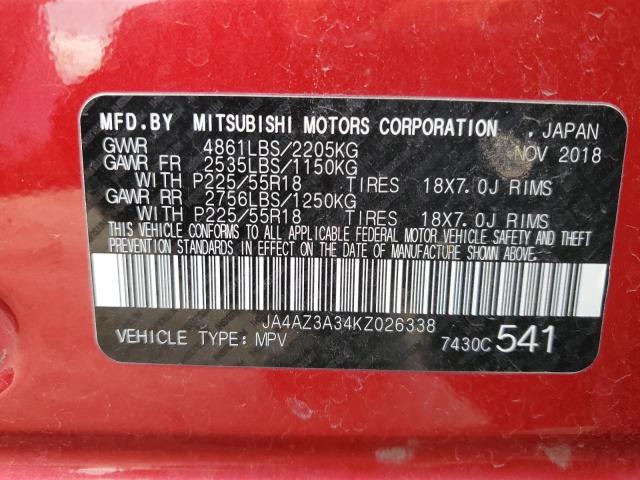 MFD.BY MITSUBISHI MOTORS CORPORATION , JAPAN
GVWR 4861LBS/2205KG NOV 2018
GAWR FR 2535LBS/1150KG
WITH P225/55R18 TIRES 18X7.0J RIMS
GAWR RR 2756LBS/1250KG
WITH P225/55R18 TIRES 18X7.0J RIMS
THIS VEHICLE CONFORMS TO ALL APPLICABLE FEDERAL MOTOR VEHICLE SAFETY AND THEFT
PREVENTION STANDARDS IN EFFECT ON THE DATE OF MANUFACTURE SHOWN ABOVE.
JA4AZ3A34KZ026338
VEHICLE TYPE: MPV 7430C 541